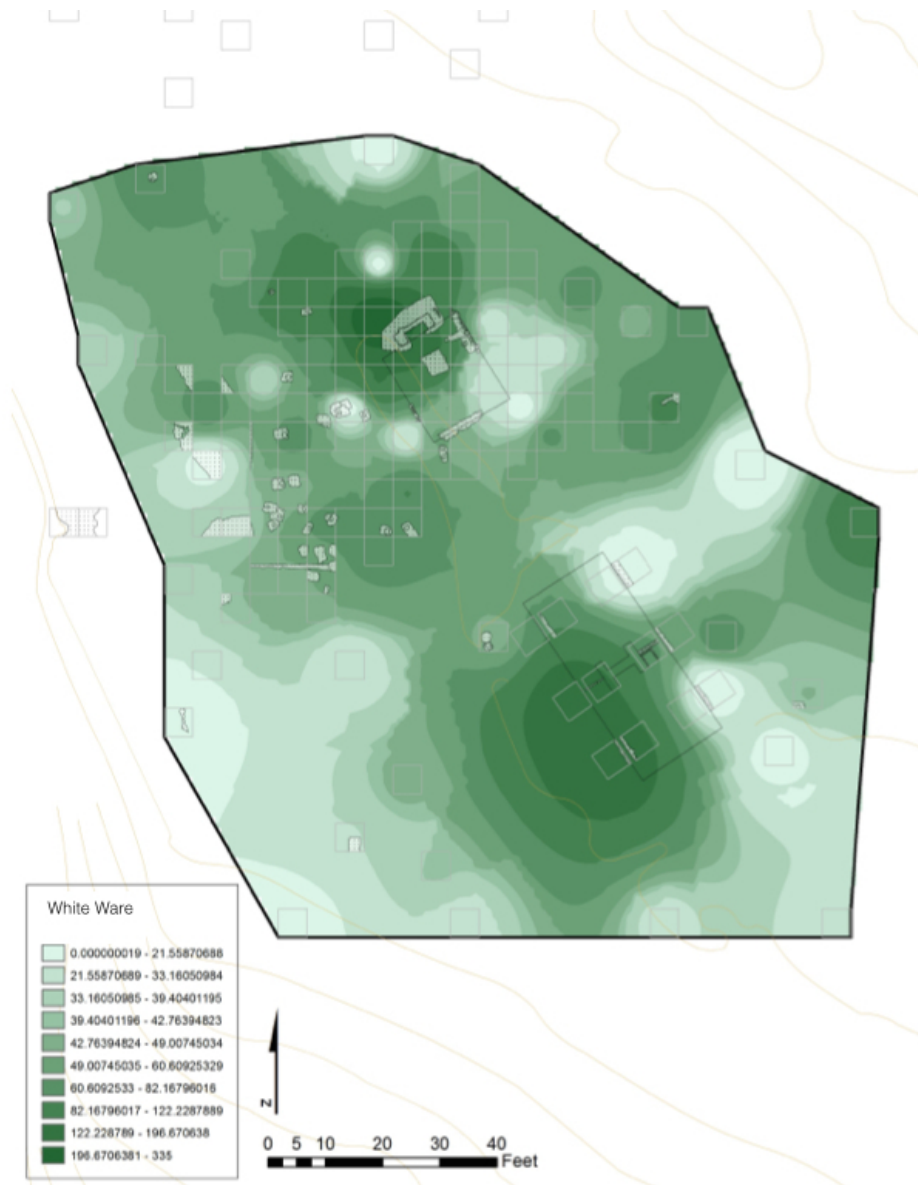 White Ware
0.000000019 - 21.55870688
21.55870689 - 33.16050984
33.16050985 - 39.40401195
39.40401196 - 42.76394823
42.76394824 - 49.00745034
49.00745035 - 60.60925329
60.6092533 - 82.16796016
82.16796017 - 122.2287889
122.228789 - 196.670638
196.6706381 - 335
N
0 5 10 20 30 40
Feet